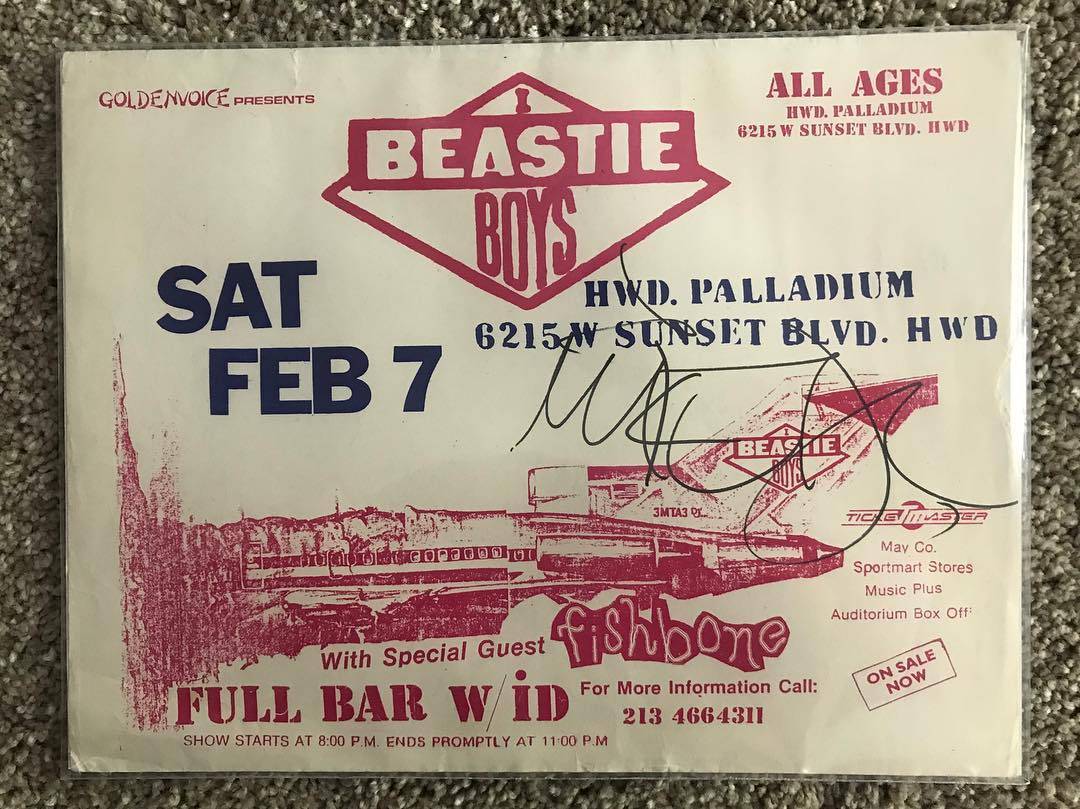 GOLDENVOICE PRESENTS
BEASTIE
BOYS
ALL AGES
HWD. PALLADIUM
6215 W SUNSET BLVD. HWD
SAT
FEB 7
HWD. PALLADIUM
6215 W SUNSET BLVD. HWD
BEASTIE
BOYS
3MTA3
TICKETMASTER
May Co.
Sportmart Stores
Music Plus
Auditorium Box Off
With Special Guest fishbone
FULL BAR W/ iD
For More Information Call:
213 4664311
ON SALE
NOW
SHOW STARTS AT 8:00 P.M. ENDS PROMPTLY AT 11:00 P.M